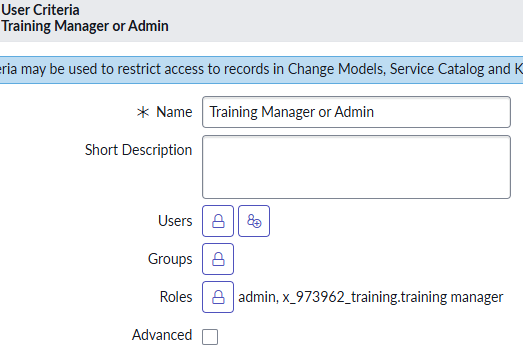 User Criteria
Training Manager or Admin
ria may be used to restrict access to records in Change Models, Service Catalog and K
Name Training Manager or Admin
Short Description
Users
Groups
Roles admin, x_973962_training.training manager
Advanced